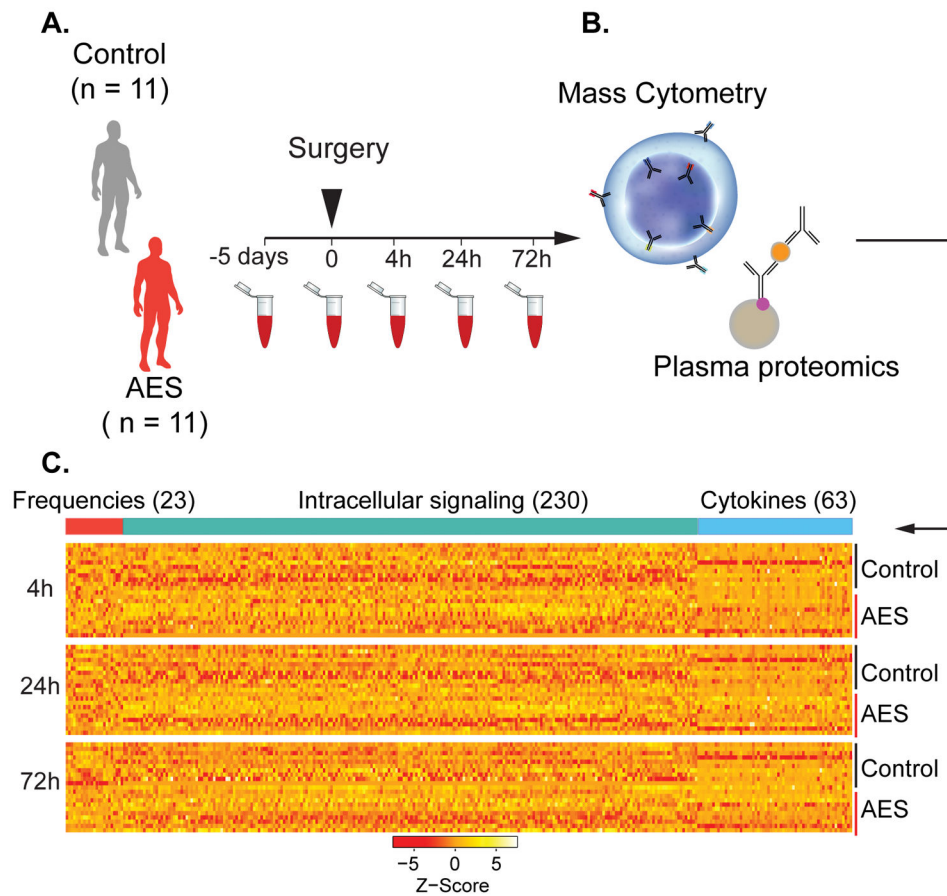 A.
Control
(n = 11)
AES
( n = 11)
Surgery
-5 days 0 4h 24h 72h
B.
Mass Cytometry
Plasma proteomics
C.
Frequencies (23) Intracellular signaling (230) Cytokines (63)
4h Control
AES
24h Control
AES
72h Control
AES
−5 0 5
Z−Score